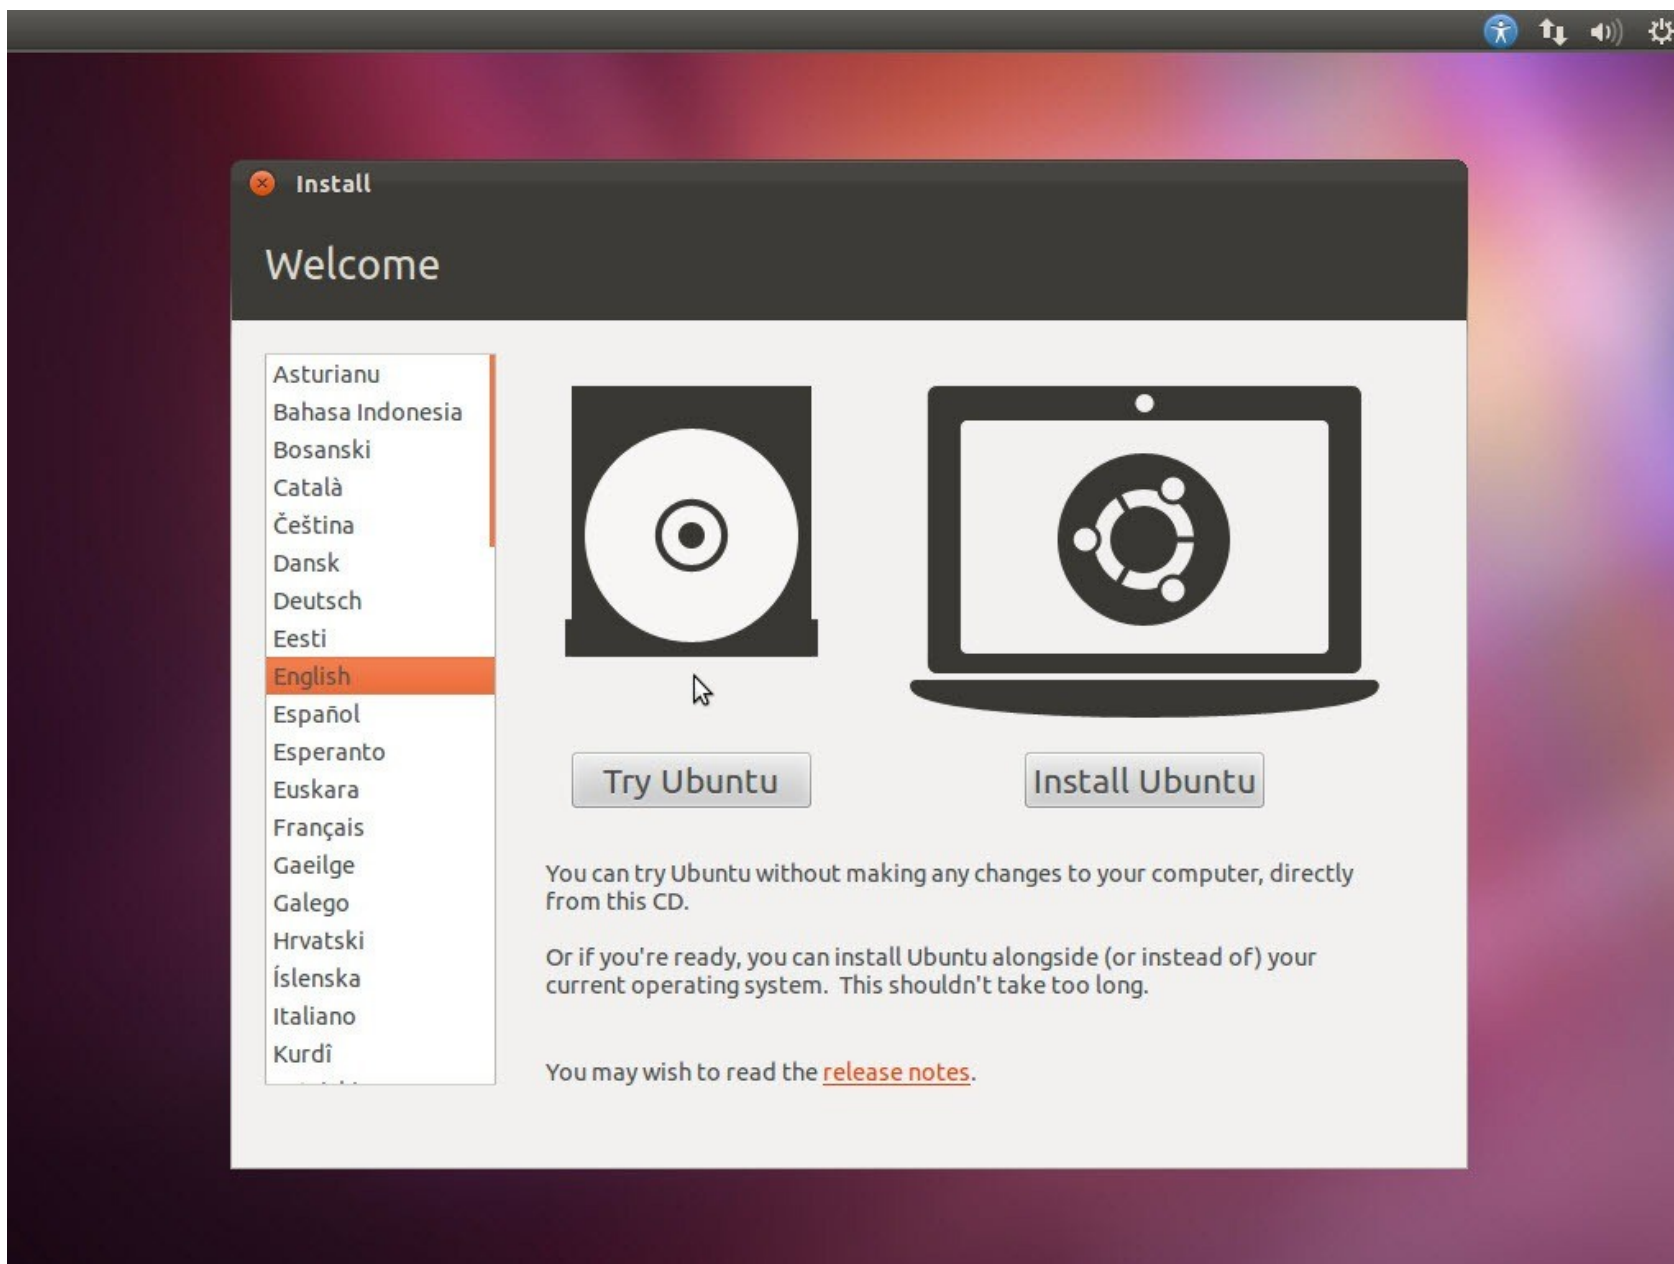 Install
Welcome
Asturianu
Bahasa Indonesia
Bosanski
Català
Čeština
Dansk
Deutsch
Eesti
English
Español
Esperanto
Euskara
Français
Gaeilge
Galego
Hrvatski
Íslenska
Italiano
Kurdî
Try Ubuntu
Install Ubuntu
You can try Ubuntu without making any changes to your computer, directly
from this CD.
Or if you're ready, you can install Ubuntu alongside (or instead of) your
current operating system.  This shouldn't take too long.
You may wish to read the release notes.